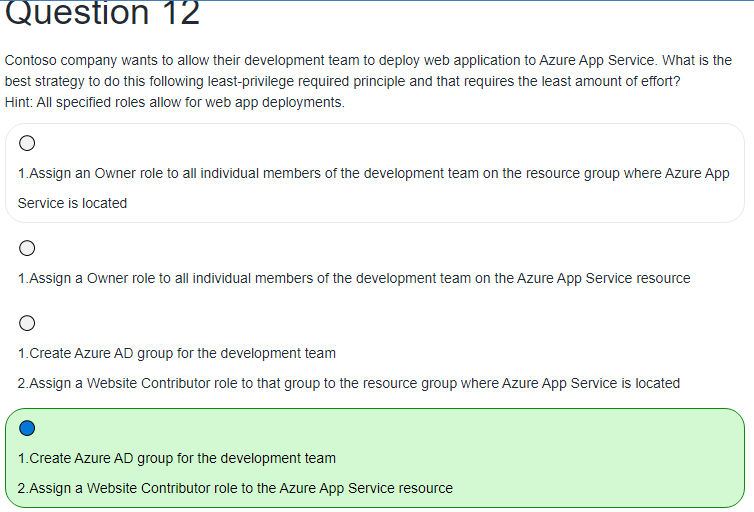 Question 12
Contoso company wants to allow their development team to deploy web application to Azure App Service. What is the
best strategy to do this following least-privilege required principle and that requires the least amount of effort?
Hint: All specified roles allow for web app deployments.
1.Assign an Owner role to all individual members of the development team on the resource group where Azure App
Service is located
1.Assign a Owner role to all individual members of the development team on the Azure App Service resource
1.Create Azure AD group for the development team
2.Assign a Website Contributor role to that group to the resource group where Azure App Service is located
1.Create Azure AD group for the development team
2.Assign a Website Contributor role to the Azure App Service resource